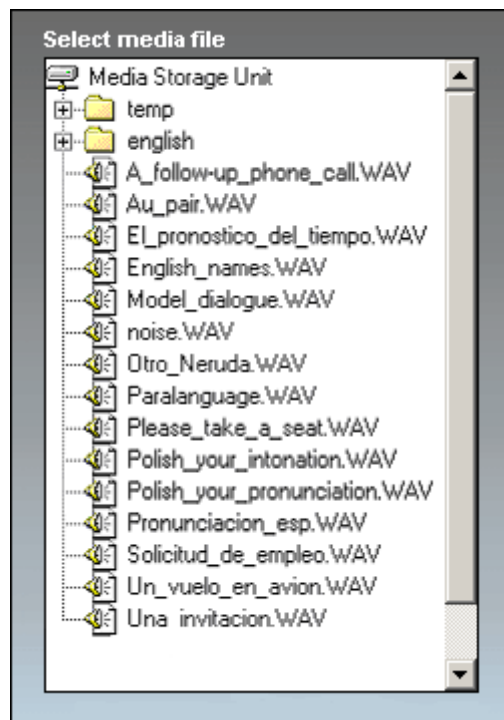 Select media file
Media Storage Unit
temp
english
A_follow-up_phone_call.WAV
Au_pair.WAV
El_pronostico_del_tiempo.WAV
English_names.WAV
Model_dialogue.WAV
noise.WAV
Otro_Neruda.WAV
Paralanguage.WAV
Please_take_a_seat.WAV
Polish_your_intonation.WAV
Polish_your_pronunciation.WAV
Pronunciacion_esp.WAV
Solicitud_de_empleo.WAV
Un_vuelo_en_avion.WAV
Una invitacion.WAV